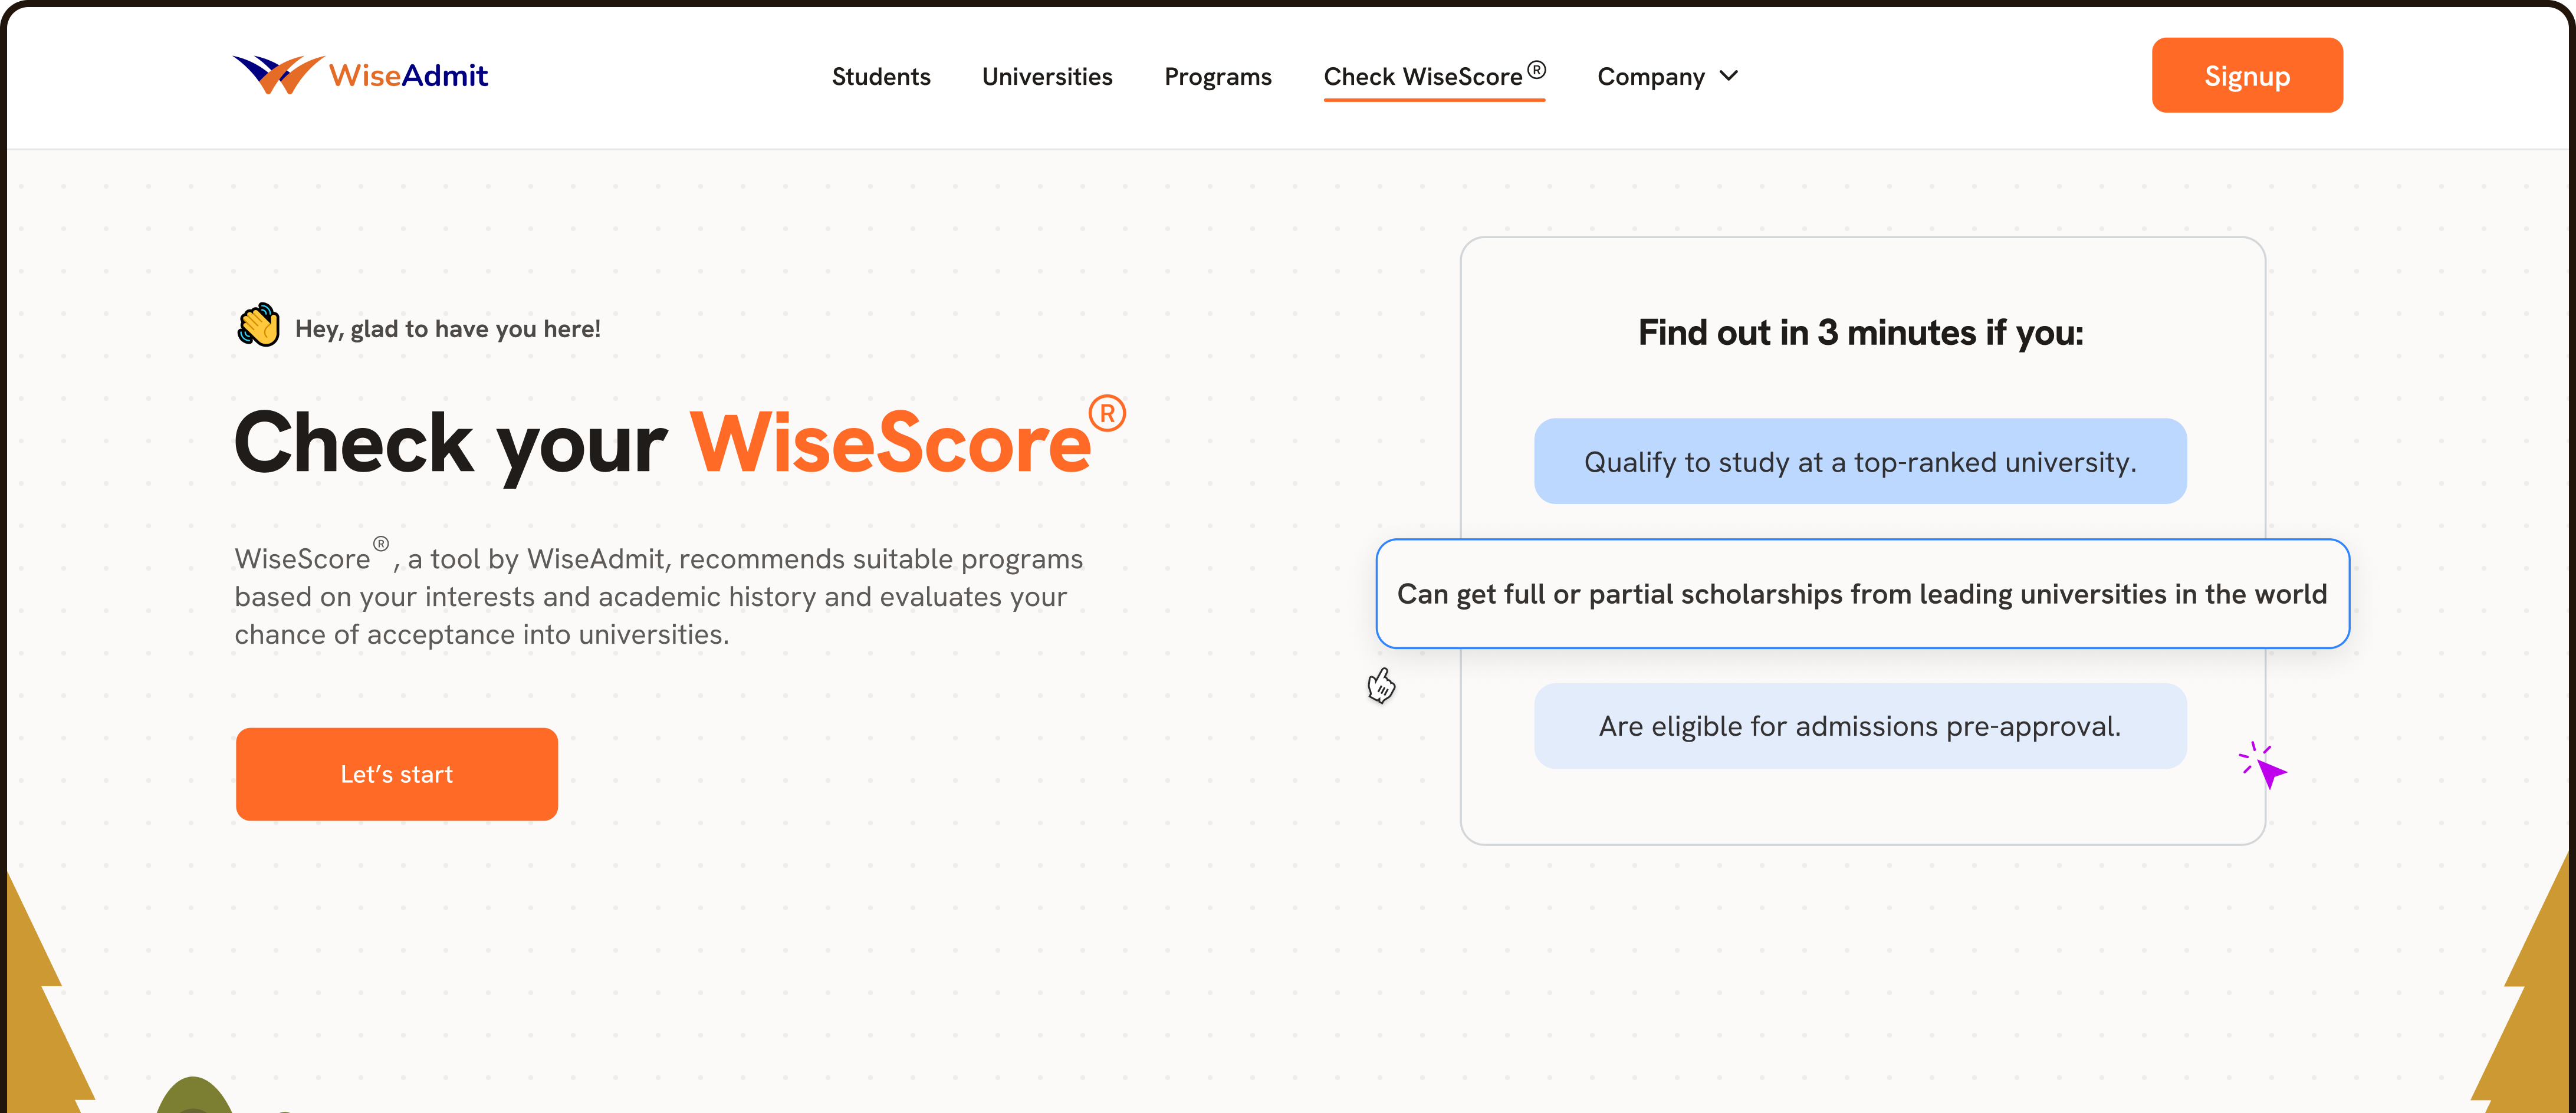 WiseAdmit
Students
Universities
Programs
Check WiseScore®
Company
Signup
Hey, glad to have you here!
Check your WiseScore®
WiseScore®, a tool by WiseAdmit, recommends suitable programs
based on your interests and academic history and evaluates your
chance of acceptance into universities.
Let’s start
Find out in 3 minutes if you:
Qualify to study at a top-ranked university.
Can get full or partial scholarships from leading universities in the world
Are eligible for admissions pre-approval.